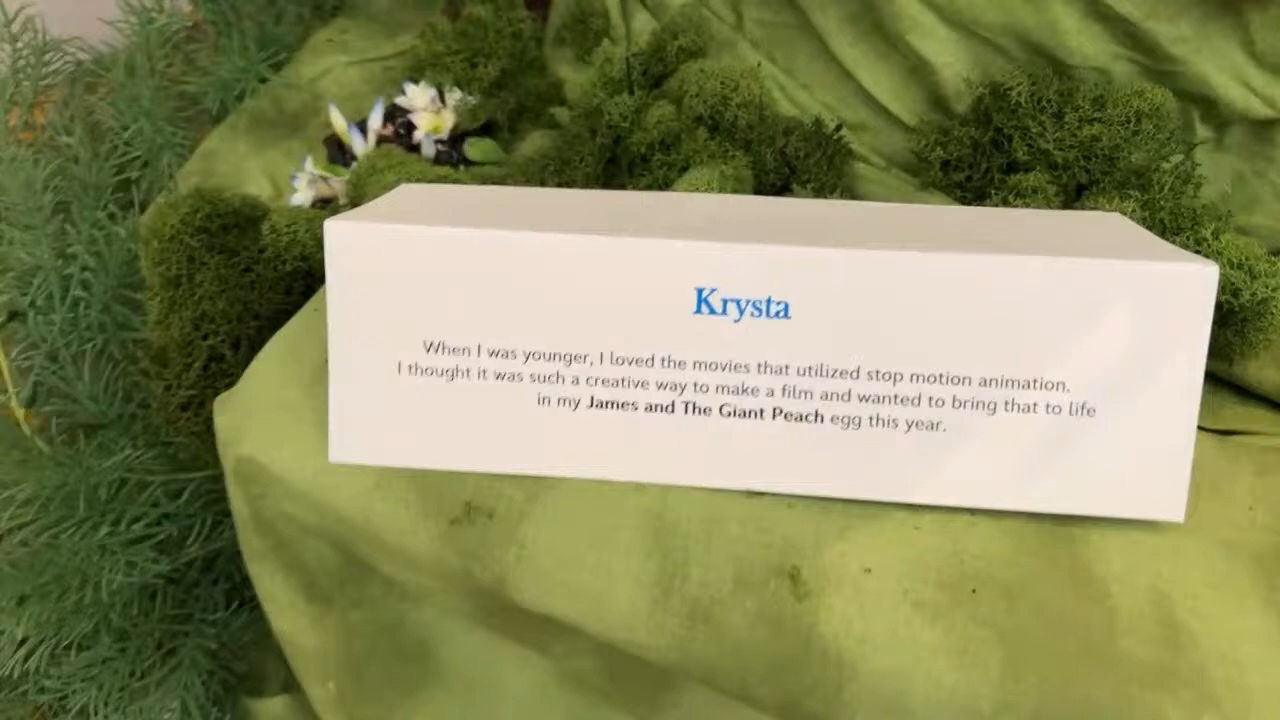 Krysta
When I was younger, I loved the movies that utilized stop motion animation.
I thought it was such a creative way to make a film and wanted to bring that to life
in my James and The Giant Peach egg this year.